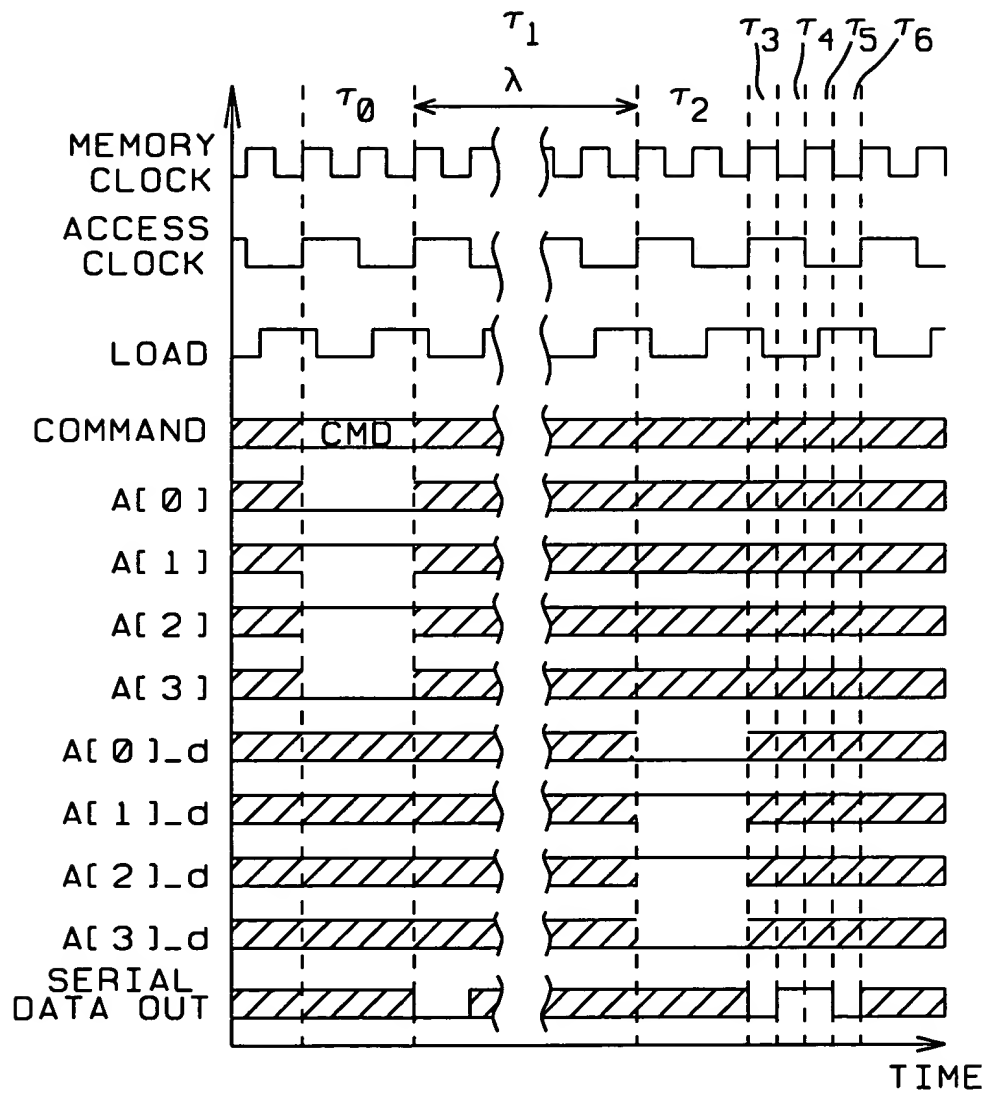 τ1
τ3 τ4 τ5 τ6
τ0 λ τ2
MEMORY
CLOCK
ACCESS
CLOCK
LOAD
COMMAND CMD
A[0]
A[1]
A[2]
A[3]
A[0]_d
A[1]_d
A[2]_d
A[3]_d
SERIAL
DATA OUT
TIME